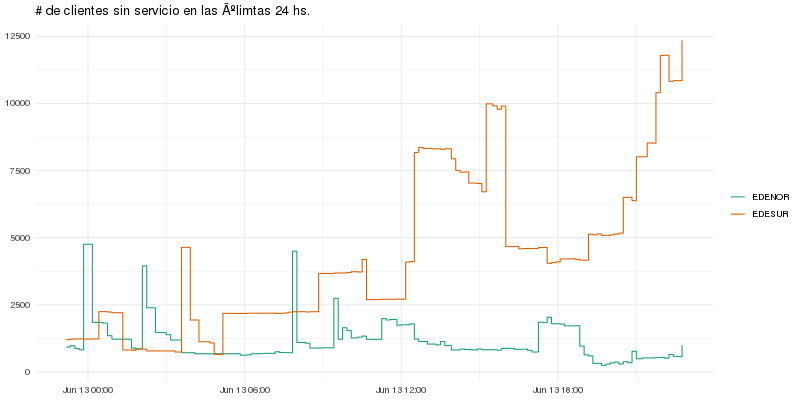 # de clientes sin servicio en las Ãºlimtas 24 hs.
12500
10000
7500
5000
2500
0
Jun 13 00:00
Jun 13 06:00
Jun 13 12:00
Jun 13 18:00
EDENOR
EDESUR